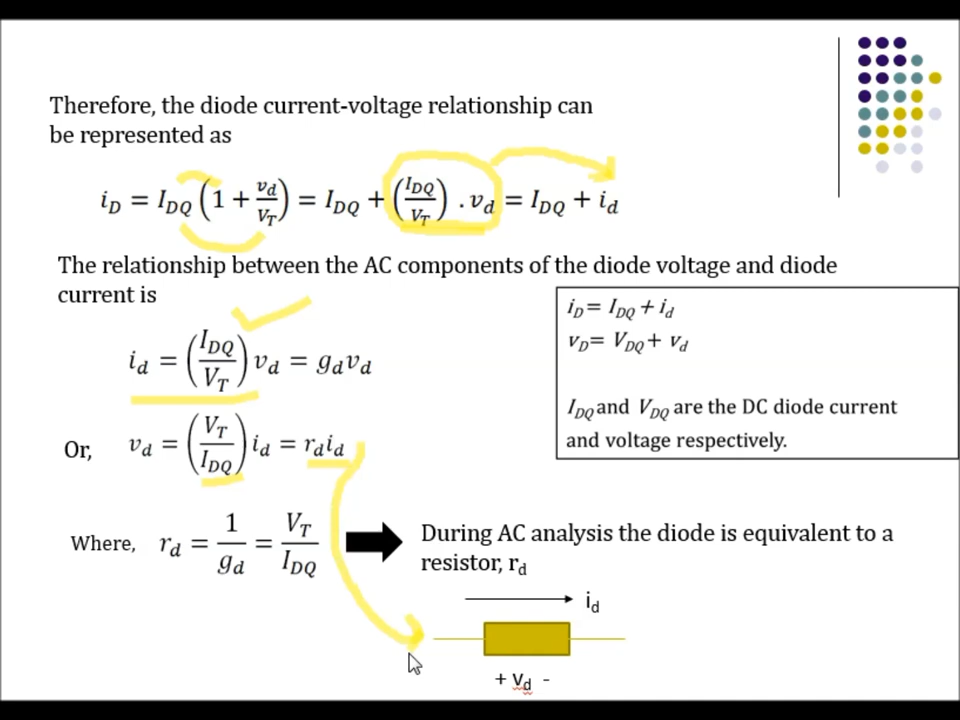 Therefore, the diode current-voltage relationship can
be represented as
i_D = I_DQ (1 + v_d/V_T) = I_DQ + (I_DQ/V_T) . v_d = I_DQ + i_d
The relationship between the AC components of the diode voltage and diode
current is
i_d = (I_DQ/V_T) v_d = g_d v_d
Or, v_d = (V_T/I_DQ) i_d = r_d i_d
Where, r_d = 1/g_d = V_T/I_DQ
i_D = I_DQ + i_d
v_D = V_DQ + v_d
I_DQ and V_DQ are the DC diode current
and voltage respectively.
During AC analysis the diode is equivalent to a
resistor, r_d
i_d
+ v_d -